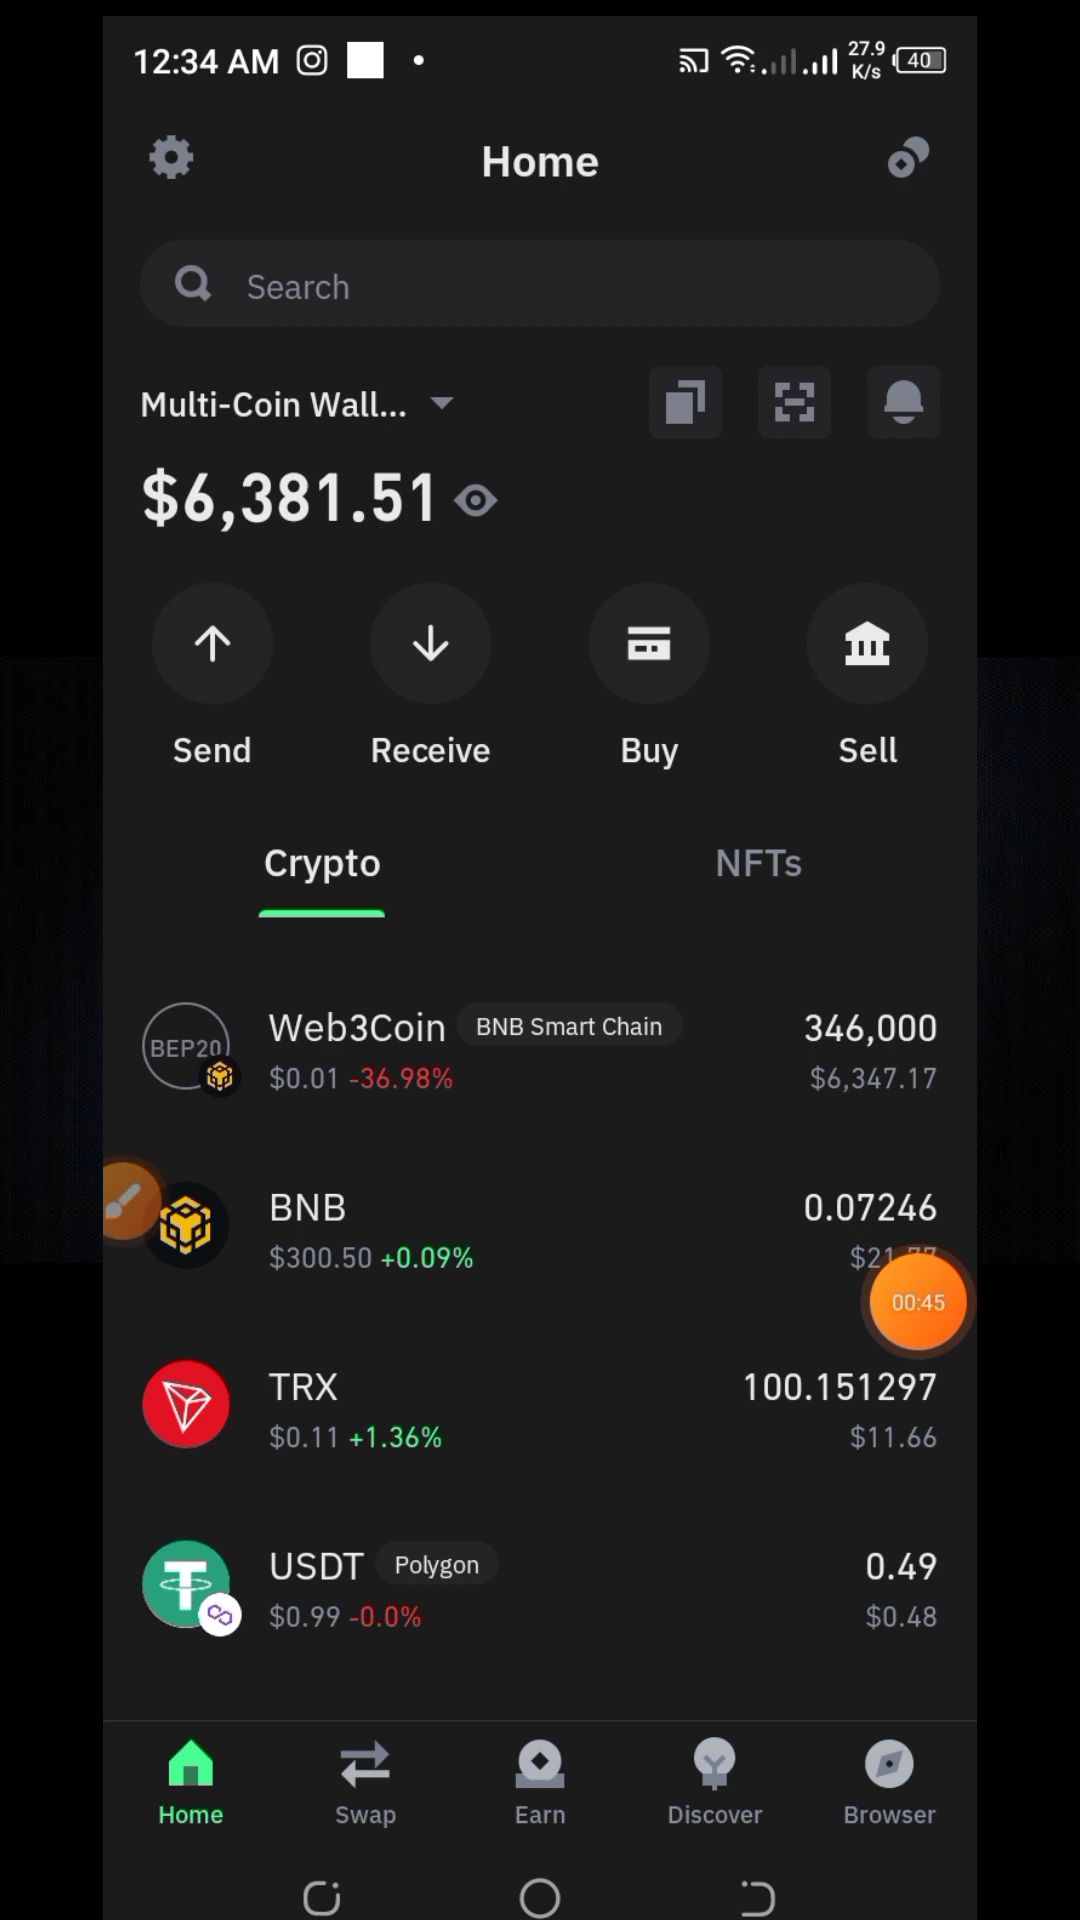 12:34 AM
27.9 K/s
40
Home
Search
Multi-Coin Wall...
$6,381.51
Send Receive Buy Sell
Crypto NFTs
Web3Coin BNB Smart Chain 346,000
BEP20
$0.01 -36.98% $6,347.17
BNB 0.07246
$300.50 +0.09%
00:45
TRX 100.151297
$0.11 +1.36% $11.66
USDT Polygon 0.49
$0.99 -0.0% $0.48
Home Swap Earn Discover Browser